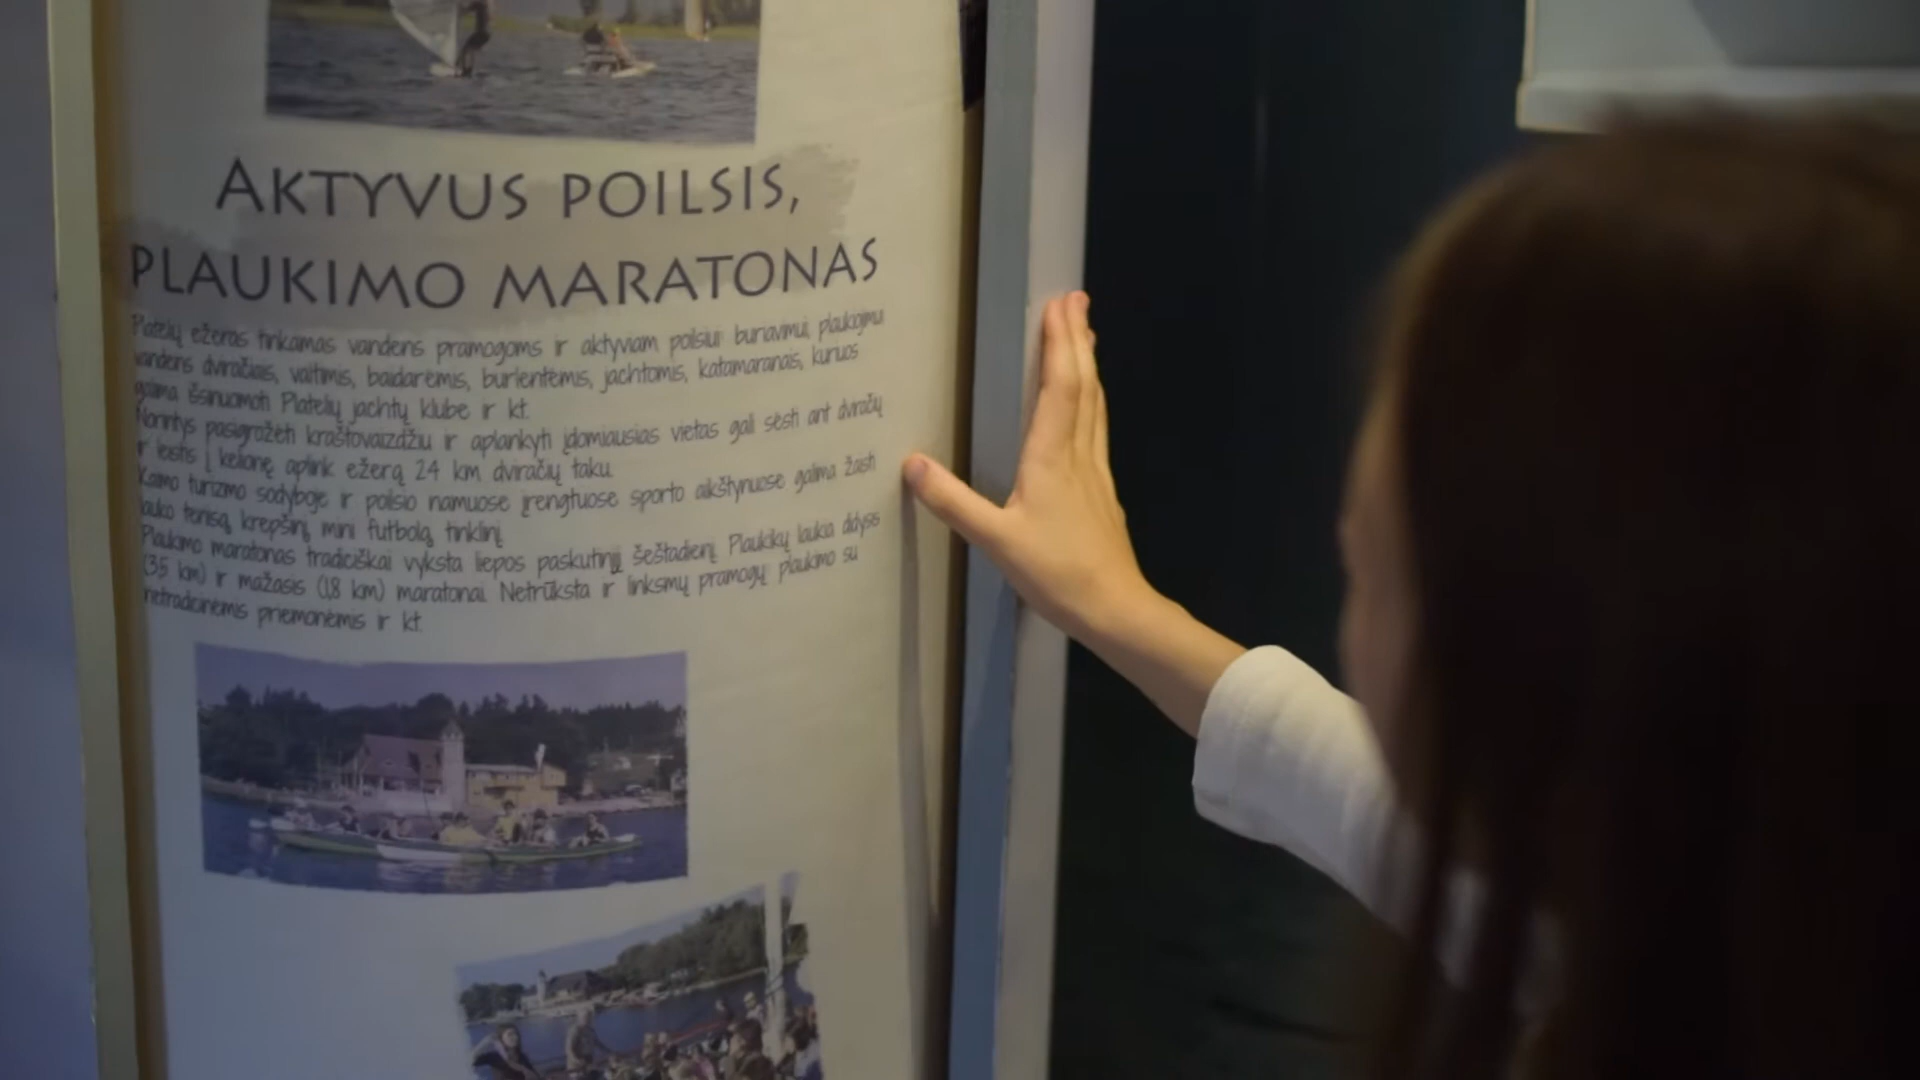 AKTYVUS POILSIS,
PLAUKIMO MARATONAS
Platelių ežeras tinkamas vandens pramogoms ir aktyviam poilsiui: buriavimui, plaukiojimui
vandens dviračiais, valtimis, baidarėmis, burlentėmis, jachtomis, katamaranais, kuriuos
galima išsinuomoti Platelių jachtų klube ir kt.
Norintys pasigrožėti kraštovaizdžiu ir aplankyti įdomiausias vietas gali sėsti ant dviračių
ir leistis į kelionę aplink ežerą 24 km dviračių taku.
Kaimo turizmo sodyboje ir poilsio namuose įrengtuose sporto aikštynuose galima žaisti
lauko tenisą, krepšinį, mini futbolą, tinklinį.
Plaukimo maratonas tradiciškai vyksta liepos paskutinįjį šeštadienį. Plaukikų laukia didysis
(3,5 km) ir mažasis (1,8 km) maratonai. Netrūksta ir linksmų pramogų: plaukimo su
netradicinėmis priemonėmis ir kt.